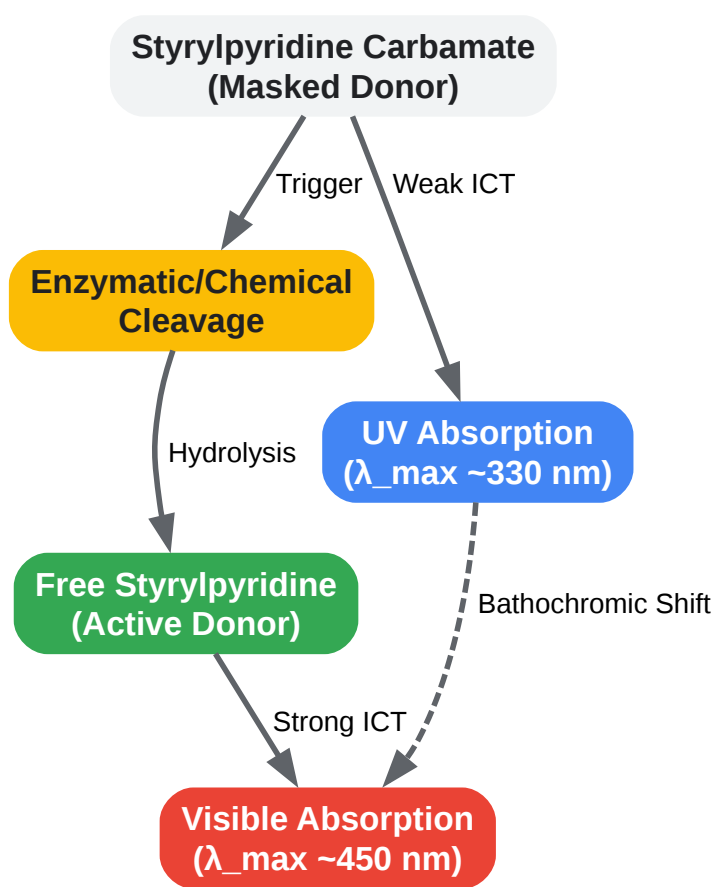 Styrylpyridine Carbamate
(Masked Donor)
Trigger
Weak ICT
Enzymatic/Chemical
Cleavage
Hydrolysis
UV Absorption
(λ_max ~330 nm)
Free Styrylpyridine
(Active Donor)
Bathochromic Shift
Strong ICT
Visible Absorption
(λ_max ~450 nm)